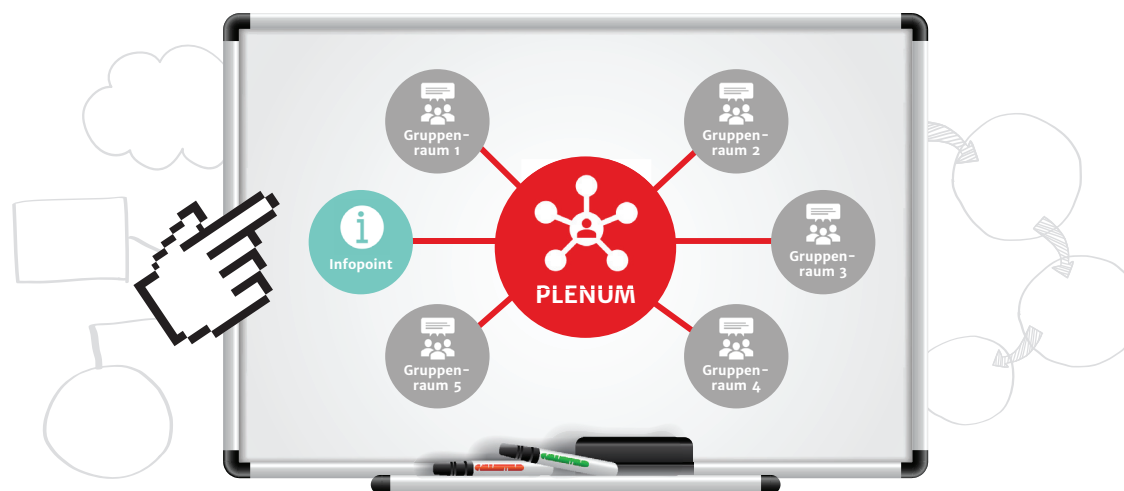 Gruppen-
raum 1
Gruppen-
raum 2
Infopoint
PLENUM
Gruppen-
raum 3
Gruppen-
raum 5
Gruppen-
raum 4